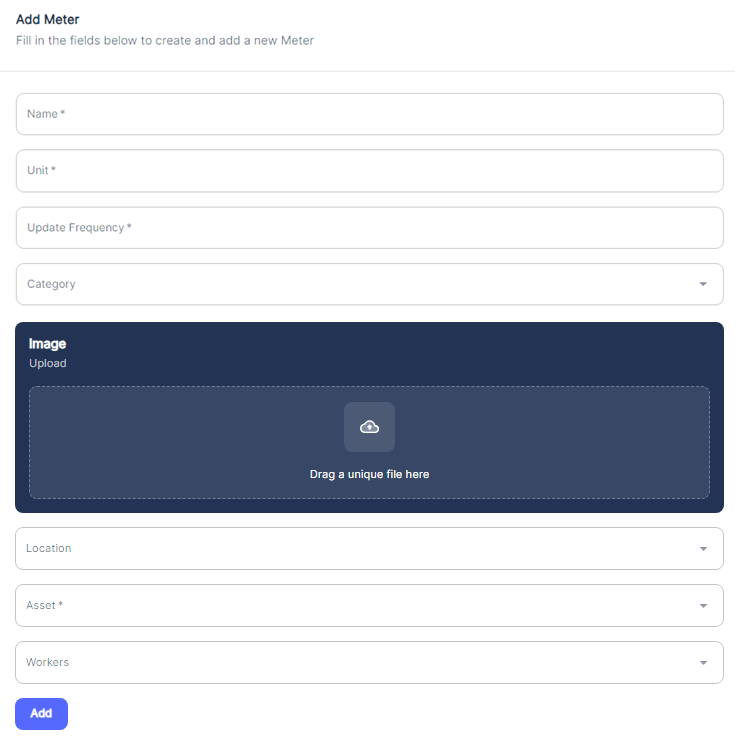 Add Meter
Fill in the fields below to create and add a new Meter
Name *
Unit *
Update Frequency *
Category
Image
Upload
Drag a unique file here
Location
Asset *
Workers
Add